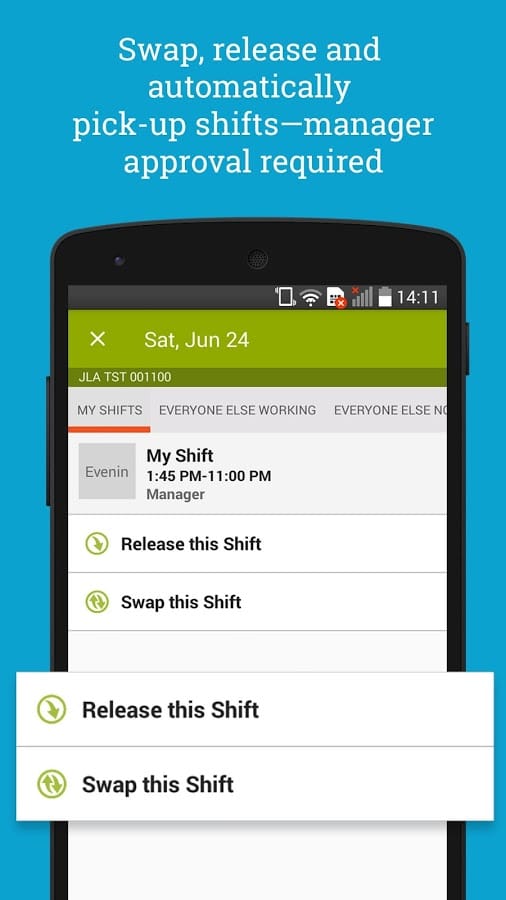 Swap, release and
automatically
pick-up shifts—manager
approval required
14:11
Sat, Jun 24
JLA TST 001100
MY SHIFTS EVERYONE ELSE WORKING EVERYONE ELSE NO
Evenin
My Shift
1:45 PM-11:00 PM
Manager
Release this Shift
Swap this Shift
Release this Shift
Swap this Shift